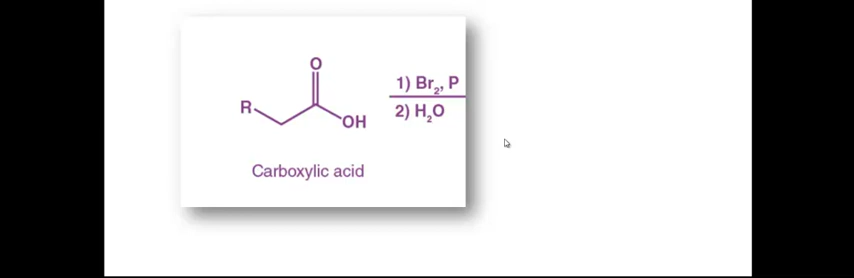 O
R
OH
1) Br₂, P
2) H₂O
Carboxylic acid